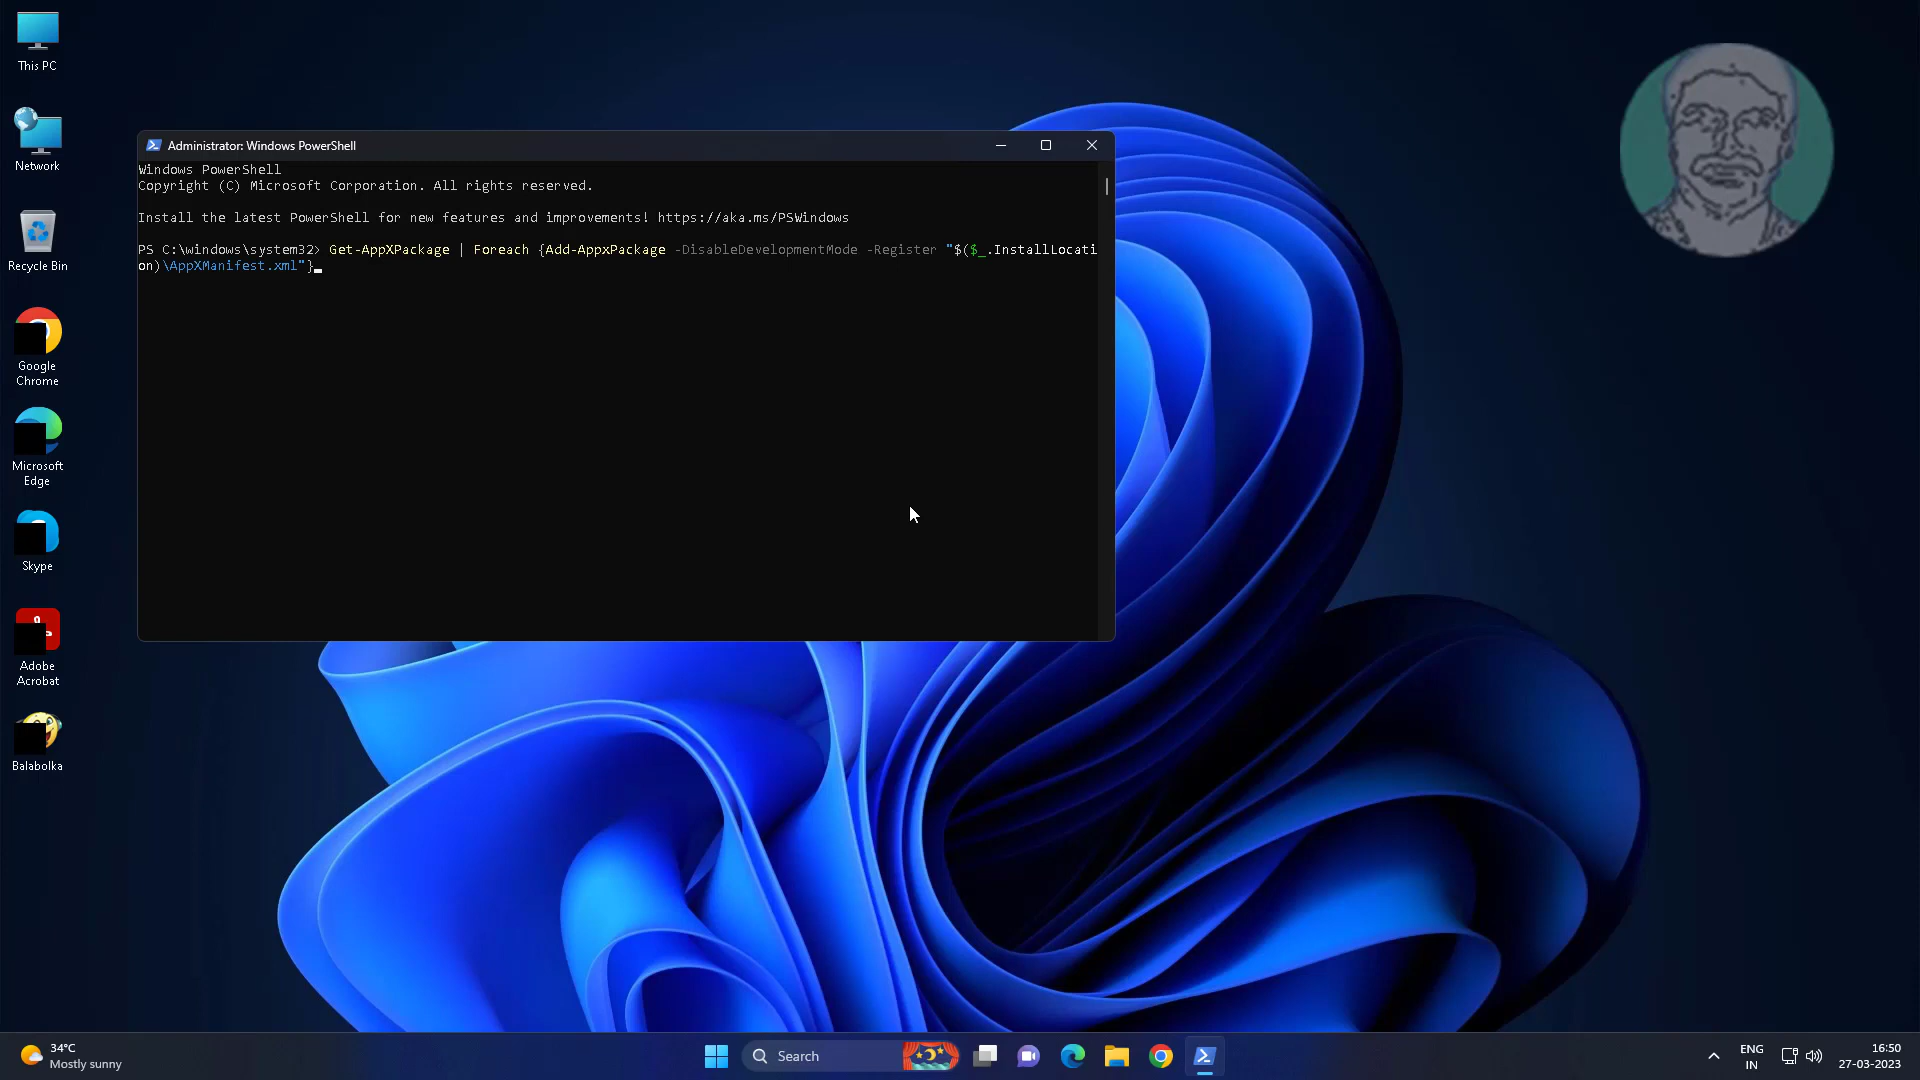 This PC
Network
Recycle Bin
Google
Chrome
Microsoft
Edge
Skype
Adobe
Acrobat
Balabolka
Administrator: Windows PowerShell
Windows PowerShell
Copyright (C) Microsoft Corporation. All rights reserved.
Install the latest PowerShell for new features and improvements! https://aka.ms/PSWindows
PS C:\windows\system32> Get-AppXPackage | Foreach {Add-AppxPackage -DisableDevelopmentMode -Register "$($_.InstallLocati
on)\AppXManifest.xml"}
34°C
Mostly sunny
Search
ENG
IN
16:50
27-03-2023